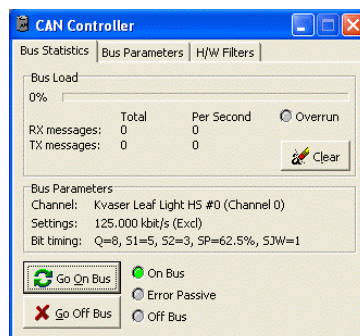 CAN Controller
Bus Statistics Bus Parameters H/W Filters
Bus Load
0%
Total Per Second Overrun
RX messages: 0 0
TX messages: 0 0
Clear
Bus Parameters
Channel: Kvaser Leaf Light HS #0 (Channel 0)
Settings: 125.000 kbit/s (Excl)
Bit timing: Q=8, S1=5, S2=3, SP=62.5%, SJW=1
Go On Bus On Bus
Error Passive
Go Off Bus Off Bus